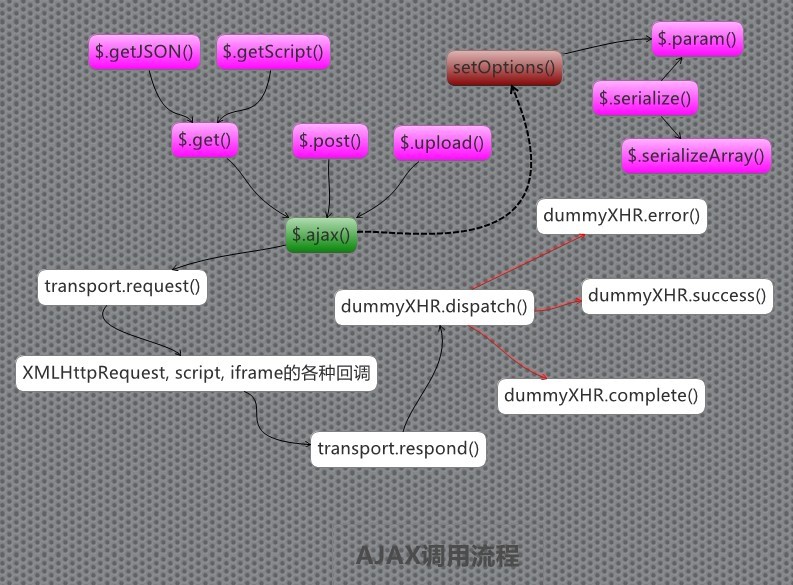 $.getJSON()
$.getScript()
$.param()
setOptions()
$.serialize()
$.get()
$.post()
$.upload()
$.serializeArray()
dummyXHR.error()
$.ajax()
transport.request()
dummyXHR.dispatch()
dummyXHR.success()
XMLHttpRequest, script, iframe的各种回调
dummyXHR.complete()
transport.respond()
AJAX调用流程